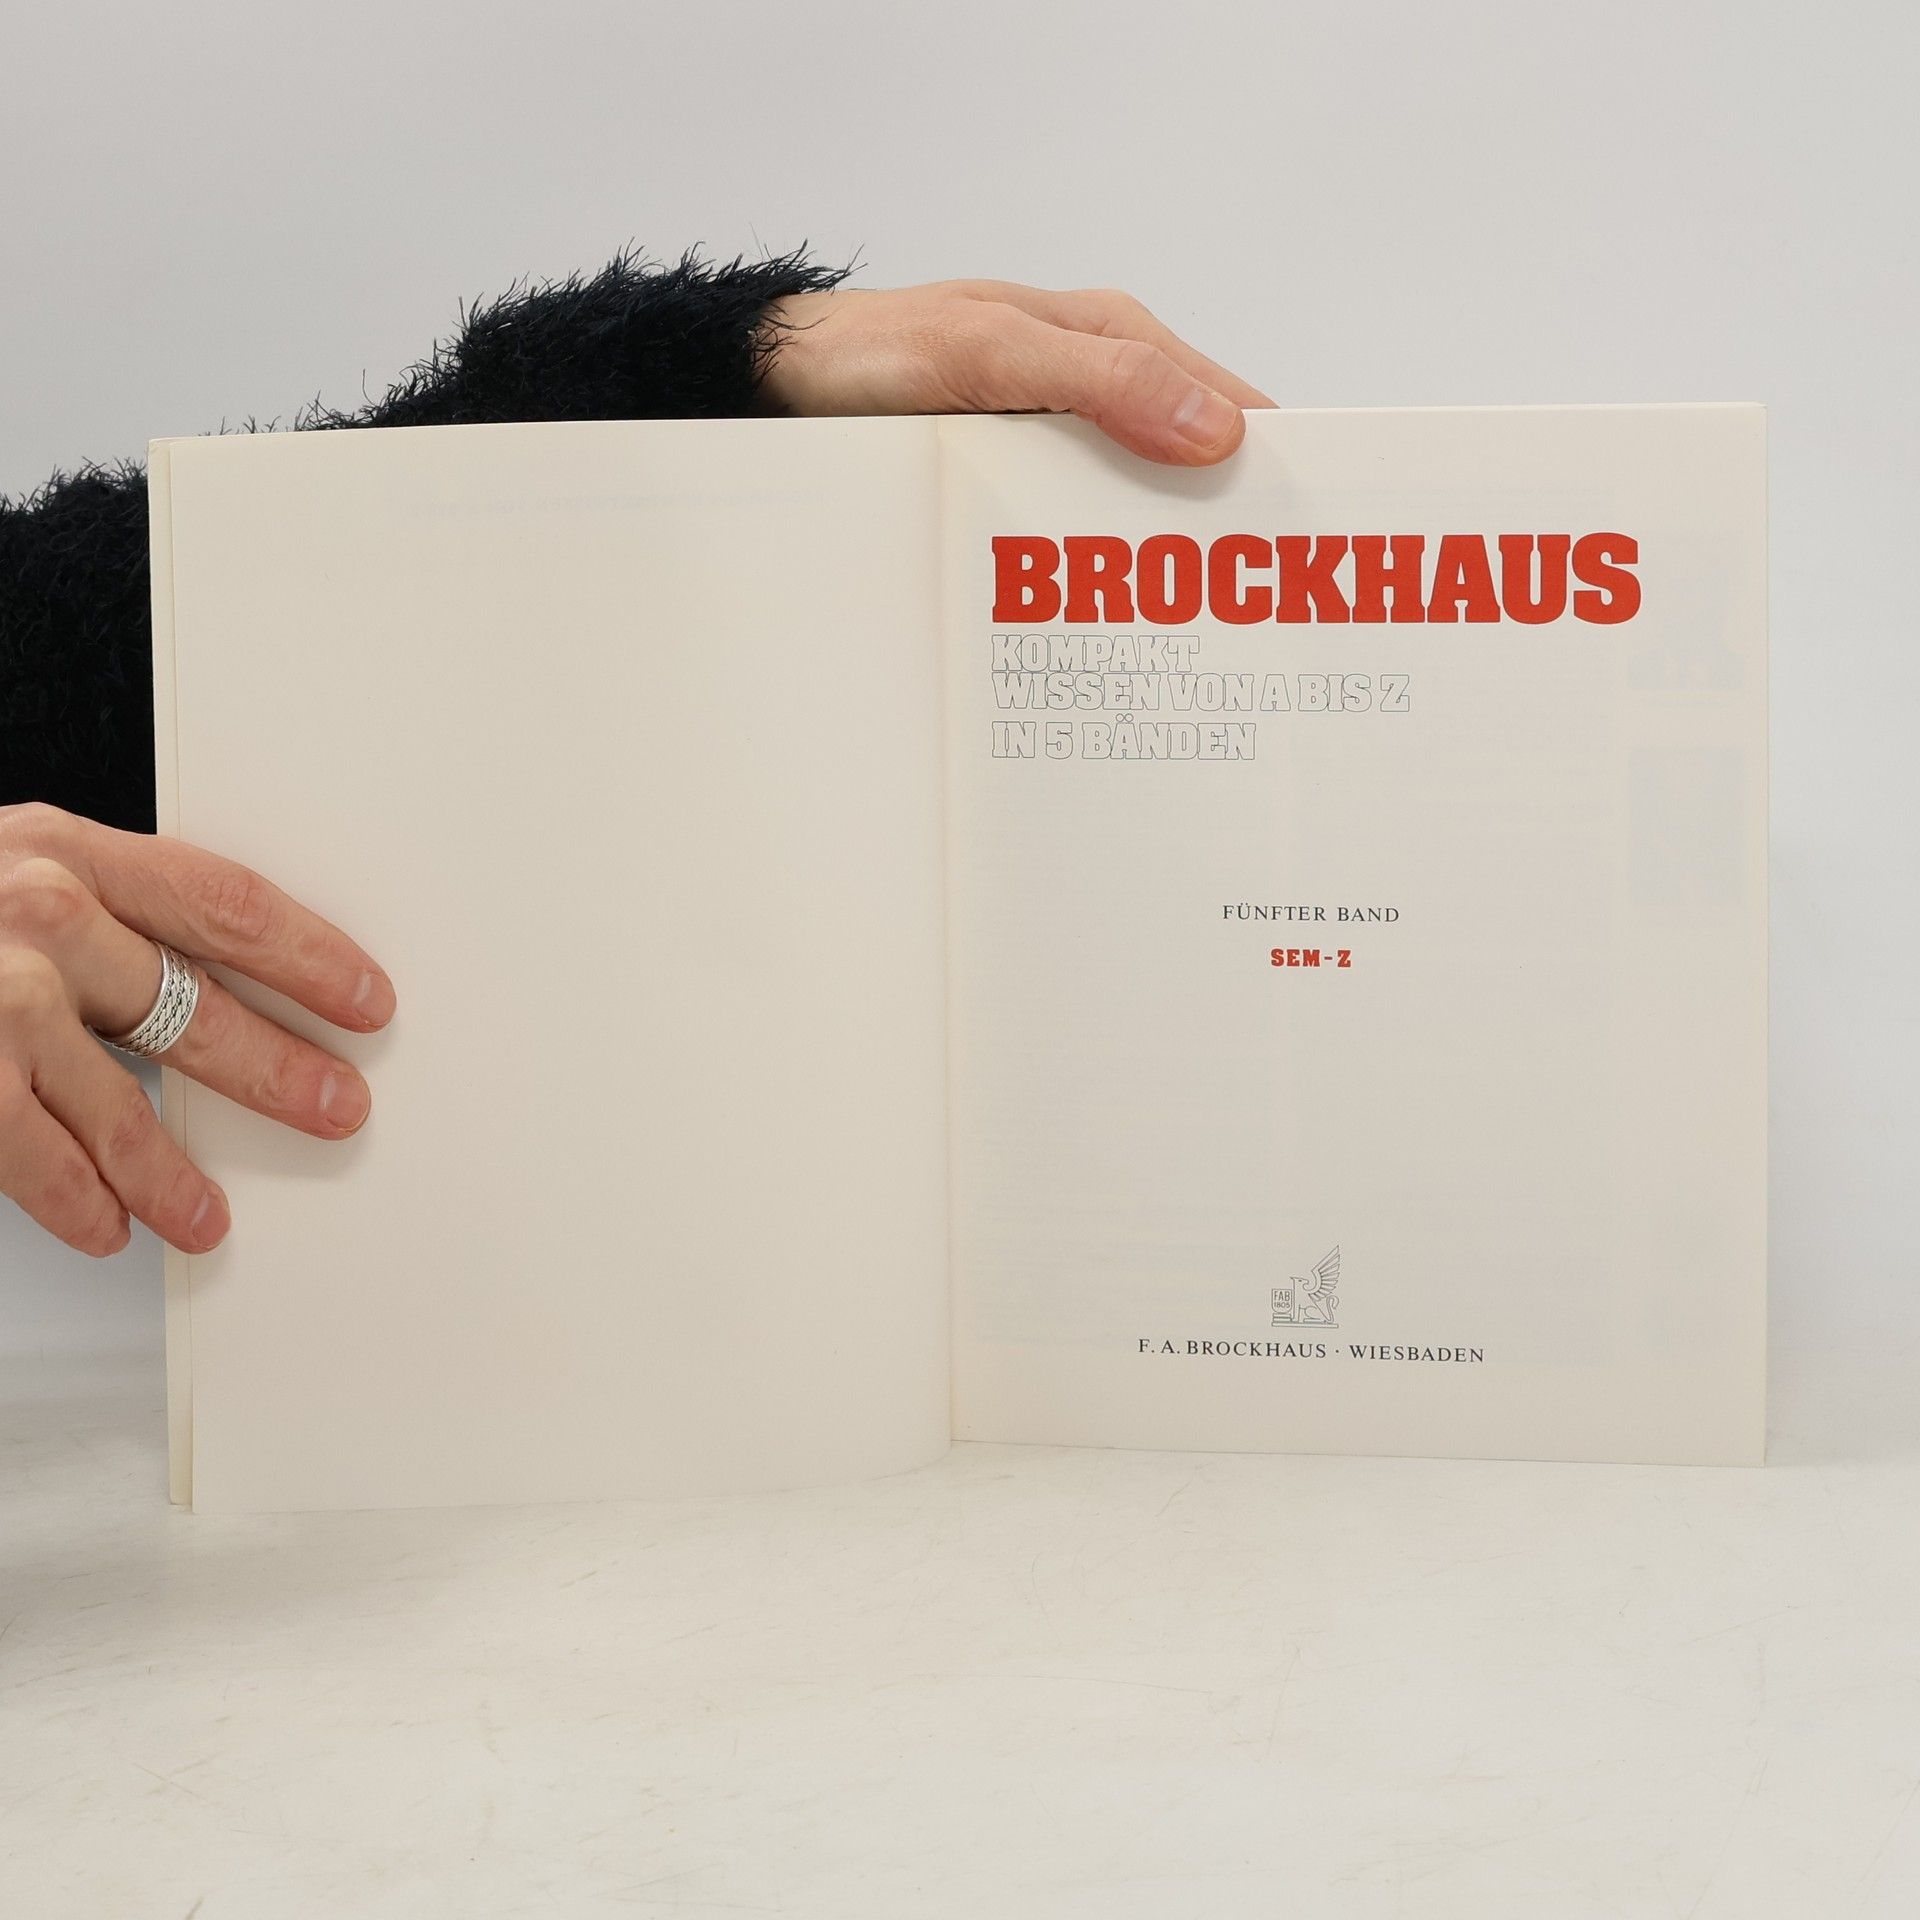 BROCKHAUS
KOMPAKT
WISSEN VON A BIS Z
IN 5 BÄNDEN
FÜNFTER BAND
SEM-Z
FAB
1805
F. A. BROCKHAUS · WIESBADEN